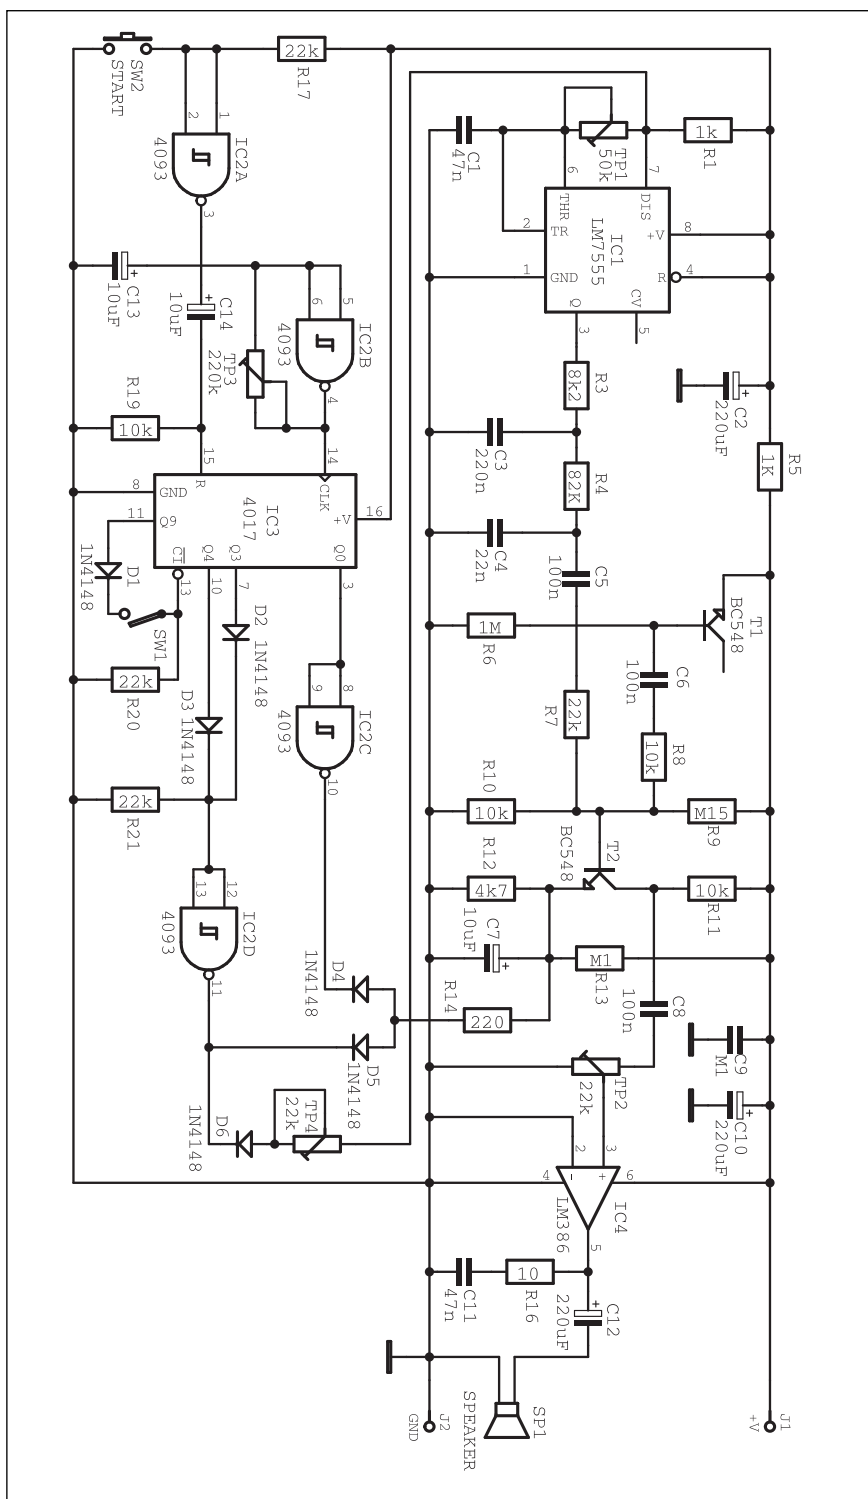 SW2
START
R17
22k
1
2
IC2A
4093
3
C13
10uF
+
C14
10uF
+
5
6
IC2B
4093
4
TP3
220k
R19
10k
15
14
R
CLK
8
GND
IC3
4017
+V
16
11
Q9
CI
Q4
Q3
Q0
13
10
7
3
D1
1N4148
SW1
22k
R20
D2
1N4148
D3
1N4148
22k
R21
8
9
IC2C
4093
10
12
13
IC2D
4093
11
D4
1N4148
D5
1N4148
D6
1N4148
TP4
22k
R14
220
C1
47n
TP1
50k
R1
1k
6
7
THR
DIS
2
TR
IC1
LM7555
+V
8
1
GND
R
4
Q
CV
3
5
R3
8k2
C2
220uF
+
C3
220n
R4
82K
R5
1K
C4
22n
C5
100n
1M
R6
T1
BC548
C6
100n
R7
22k
R8
10k
R10
10k
M15
R9
R12
4k7
BC548
T2
10k
R11
C7
10uF
+
M1
R13
C8
100n
C9
M1
TP2
22k
C10
220uF
+
2
3
4
-
+
6
IC4
LM386
5
C11
47n
10
R16
C12
220uF
+
SP1
SPEAKER
J2
GND
J1
+V